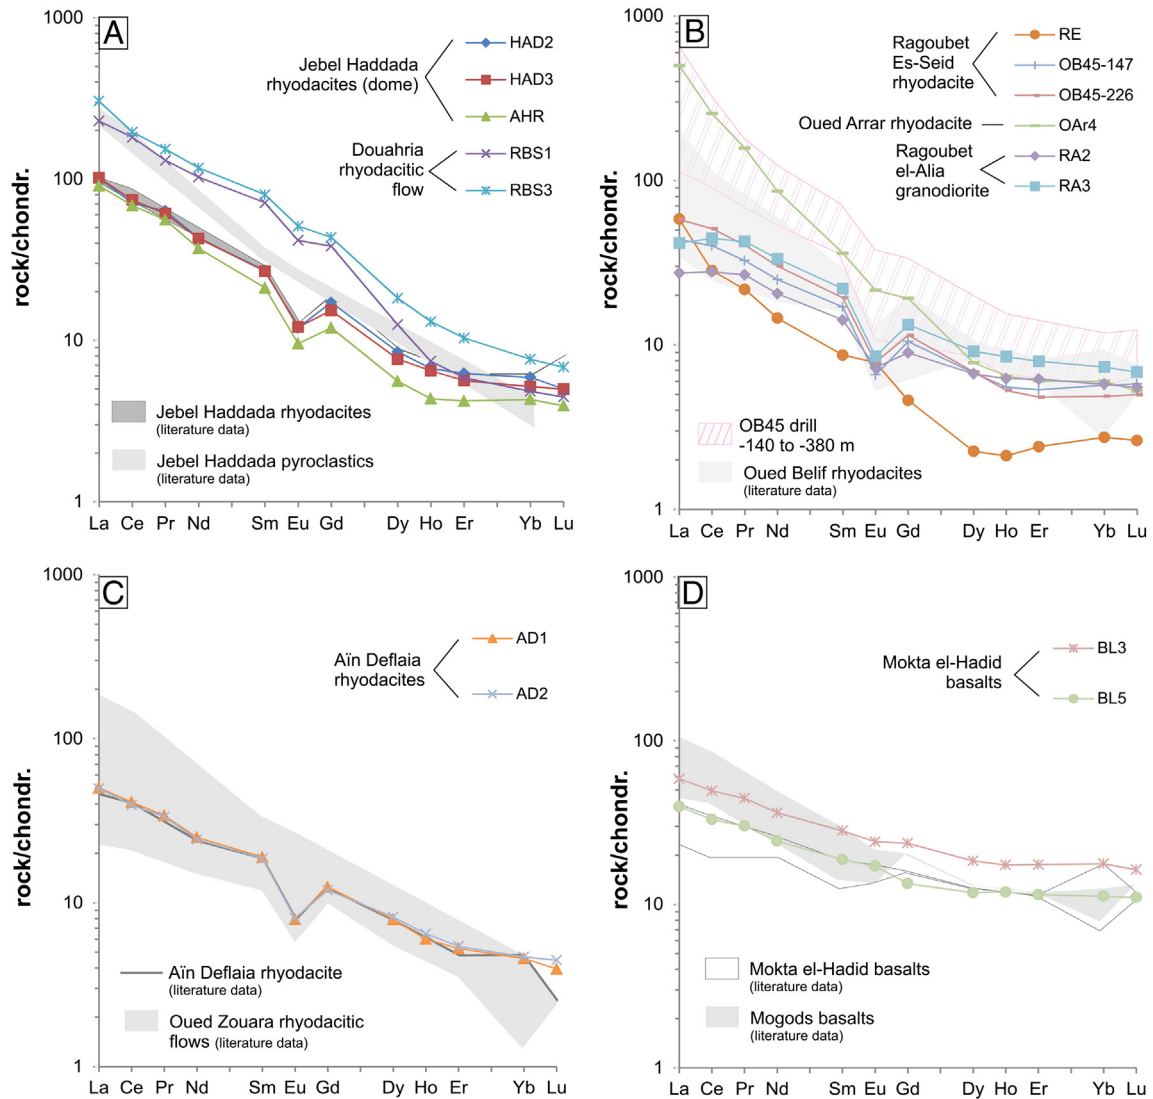 A
1000
100
10
1
rock/chondr.
Jebel Haddada
rhyodacites (dome)
HAD2
HAD3
AHR
Douahria
rhyodacitic
flow
RBS1
RBS3
Jebel Haddada rhyodacites
(literature data)
Jebel Haddada pyroclastics
(literature data)
La Ce Pr Nd Sm Eu Gd Dy Ho Er Yb Lu
B
1000
100
10
1
rock/chondr.
Ragoubet
Es-Seid
rhyodacite
RE
OB45-147
OB45-226
Oued Arrar rhyodacite
OAr4
Ragoubet
el-Alia
granodiorite
RA2
RA3
OB45 drill
-140 to -380 m
Oued Belif rhyodacites
(literature data)
La Ce Pr Nd Sm Eu Gd Dy Ho Er Yb Lu
C
1000
100
10
1
rock/chondr.
Aïn Deflaia
rhyodacites
AD1
AD2
Aïn Deflaia rhyodacite
(literature data)
Oued Zouara rhyodacitic
flows (literature data)
La Ce Pr Nd Sm Eu Gd Dy Ho Er Yb Lu
D
1000
100
10
1
rock/chondr.
Mokta el-Hadid
basalts
BL3
BL5
Mokta el-Hadid basalts
(literature data)
Mogods basalts
(literature data)
La Ce Pr Nd Sm Eu Gd Dy Ho Er Yb Lu